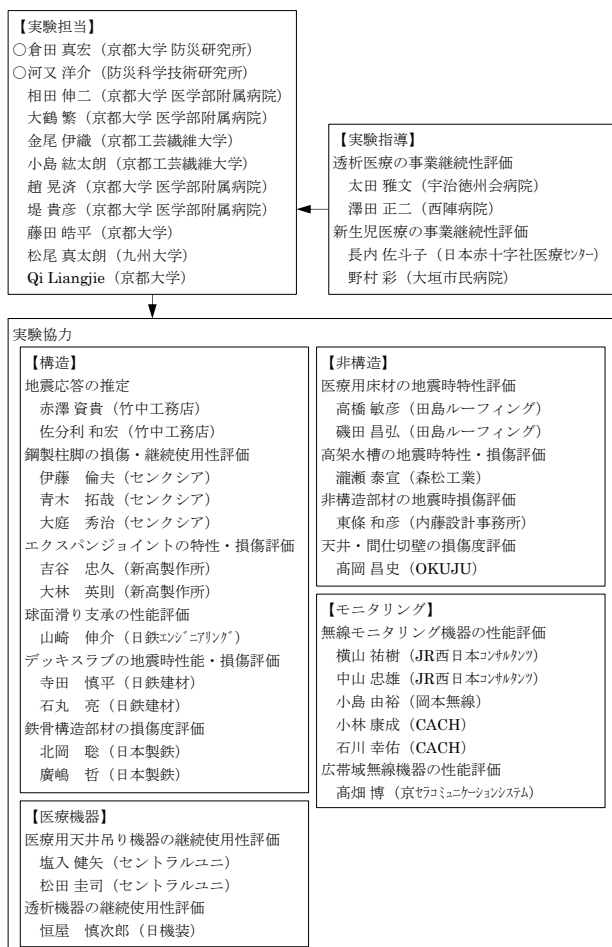 【実験担当】
○倉田 真宏（京都大学 防災研究所）
○河又 洋介（防災科学技術研究所）
相田 伸二（京都大学 医学部附属病院）
大鶴 繁（京都大学 医学部附属病院）
金尾 伊織（京都工芸繊維大学）
小島 紘太朗（京都工芸繊維大学）
趙 晃済（京都大学 医学部附属病院）
堤 貴彦（京都大学 医学部附属病院）
藤田 皓平（京都大学）
松尾 真太朗（九州大学）
Qi Liangjie（京都大学）
【実験指導】
透析医療の事業継続性評価
太田 雅文（宇治徳州会病院）
澤田 正二（西陣病院）
新生児医療の事業継続性評価
長内 佐斗子（日本赤十字社医療ｾﾝﾀｰ）
野村 彩（大垣市民病院）
実験協力
【構造】
地震応答の推定
赤澤 資貴（竹中工務店）
佐分利 和宏（竹中工務店）
鋼製柱脚の損傷・継続使用性評価
伊藤　倫夫（センクシア）
青木　拓哉（センクシア）
大庭　秀治（センクシア）
エクスパンジョイントの特性・損傷評価
吉谷　忠久（新高製作所）
大林　英則（新高製作所）
球面滑り支承の性能評価
山崎　伸介（日鉄ｴﾝｼﾞﾆｱﾘﾝｸﾞ）
デッキスラブの地震時性能・損傷評価
寺田　慎平（日鉄建材）
石丸　亮（日鉄建材）
鉄骨構造部材の損傷度評価
北岡　聡（日本製鉄）
廣嶋　哲（日本製鉄）
【医療機器】
医療用天井吊り機器の継続使用性評価
塩入 健矢（セントラルユニ）
松田 圭司（セントラルユニ）
透析機器の継続使用性評価
恒屋　慎次郎（日機装）
【非構造】
医療用床材の地震時特性評価
高橋 敏彦（田島ルーフィング）
磯田 昌弘（田島ルーフィング）
高架水槽の地震時特性・損傷評価
瀧瀬 泰宣（森松工業）
非構造部材の地震時損傷評価
東條 和彦（内藤設計事務所）
天井・間仕切壁の損傷度評価
髙岡 昌史（OKUJU）
【モニタリング】
無線モニタリング機器の性能評価
横山 祐樹（JR西日本ｺﾝｻﾙﾀﾝﾂ）
中山 忠雄（JR西日本ｺﾝｻﾙﾀﾝﾂ）
小島 由裕（岡本無線）
小林 康成（CACH）
石川 幸佑（CACH）
広帯域無線機器の性能評価
髙畑 博（京ｾﾗｺﾐｭﾆｹｰｼｮﾝｼｽﾃﾑ）